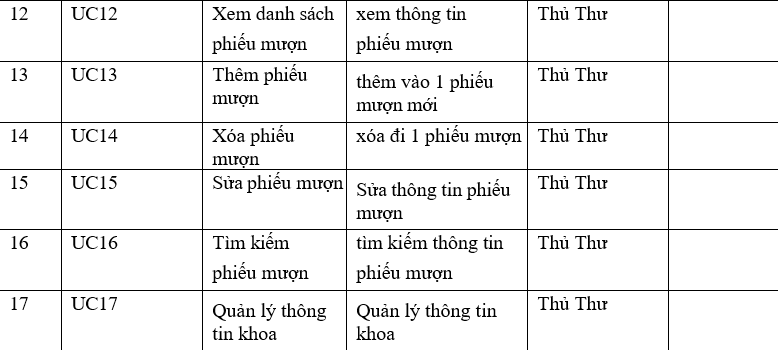 12 UC12 Xem danh sách phiếu mượn xem thông tin phiếu mượn Thủ Thư
13 UC13 Thêm phiếu mượn thêm vào 1 phiếu mượn mới Thủ Thư
14 UC14 Xóa phiếu mượn xóa đi 1 phiếu mượn Thủ Thư
15 UC15 Sửa phiếu mượn Sửa thông tin phiếu mượn Thủ Thư
16 UC16 Tìm kiếm phiếu mượn tìm kiếm thông tin phiếu mượn Thủ Thư
17 UC17 Quản lý thông tin khoa Quản lý thông tin khoa Thủ Thư